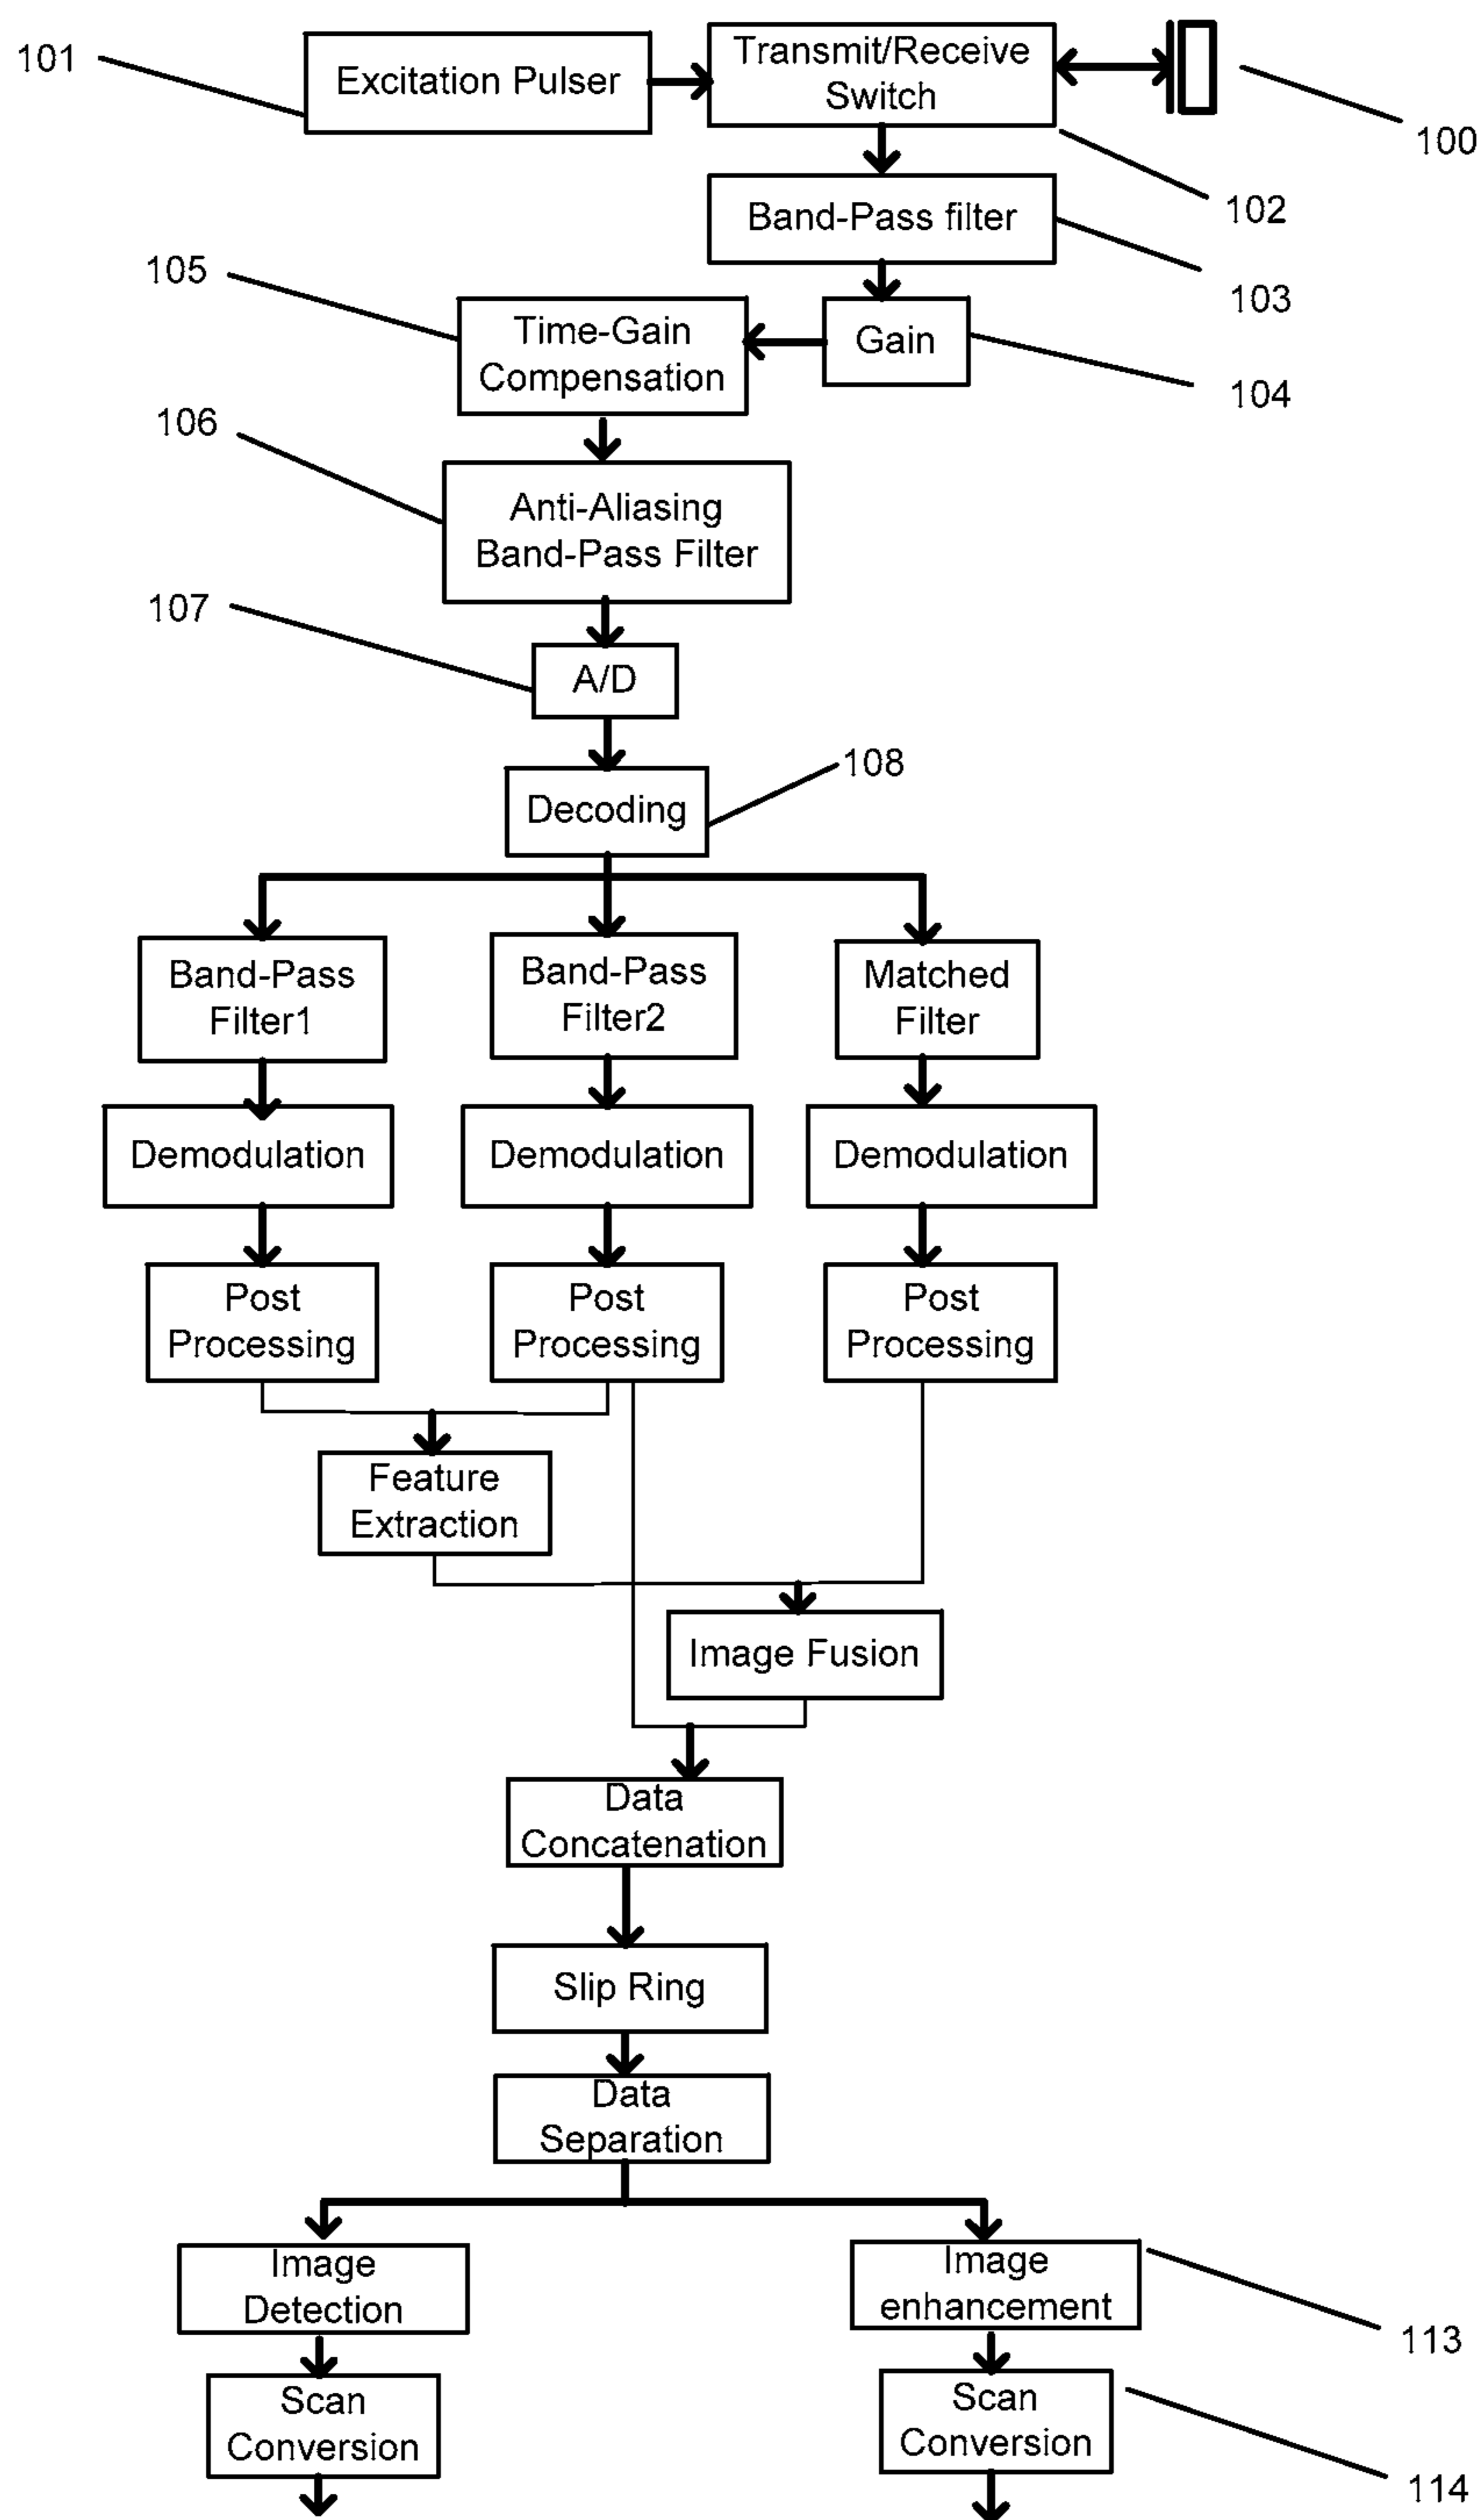 101
Excitation Pulser
Transmit/Receive
Switch
100
102
Band-Pass filter
103
105
Time-Gain
Compensation
Gain
104
106
Anti-Aliasing
Band-Pass Filter
107
A/D
108
Decoding
Band-Pass
Filter1
Band-Pass
Filter2
Matched
Filter
Demodulation
Demodulation
Demodulation
Post
Processing
Post
Processing
Post
Processing
Feature
Extraction
Image Fusion
Data
Concatenation
Slip Ring
Data
Separation
Image
Detection
Image
enhancement
113
Scan
Conversion
Scan
Conversion
114